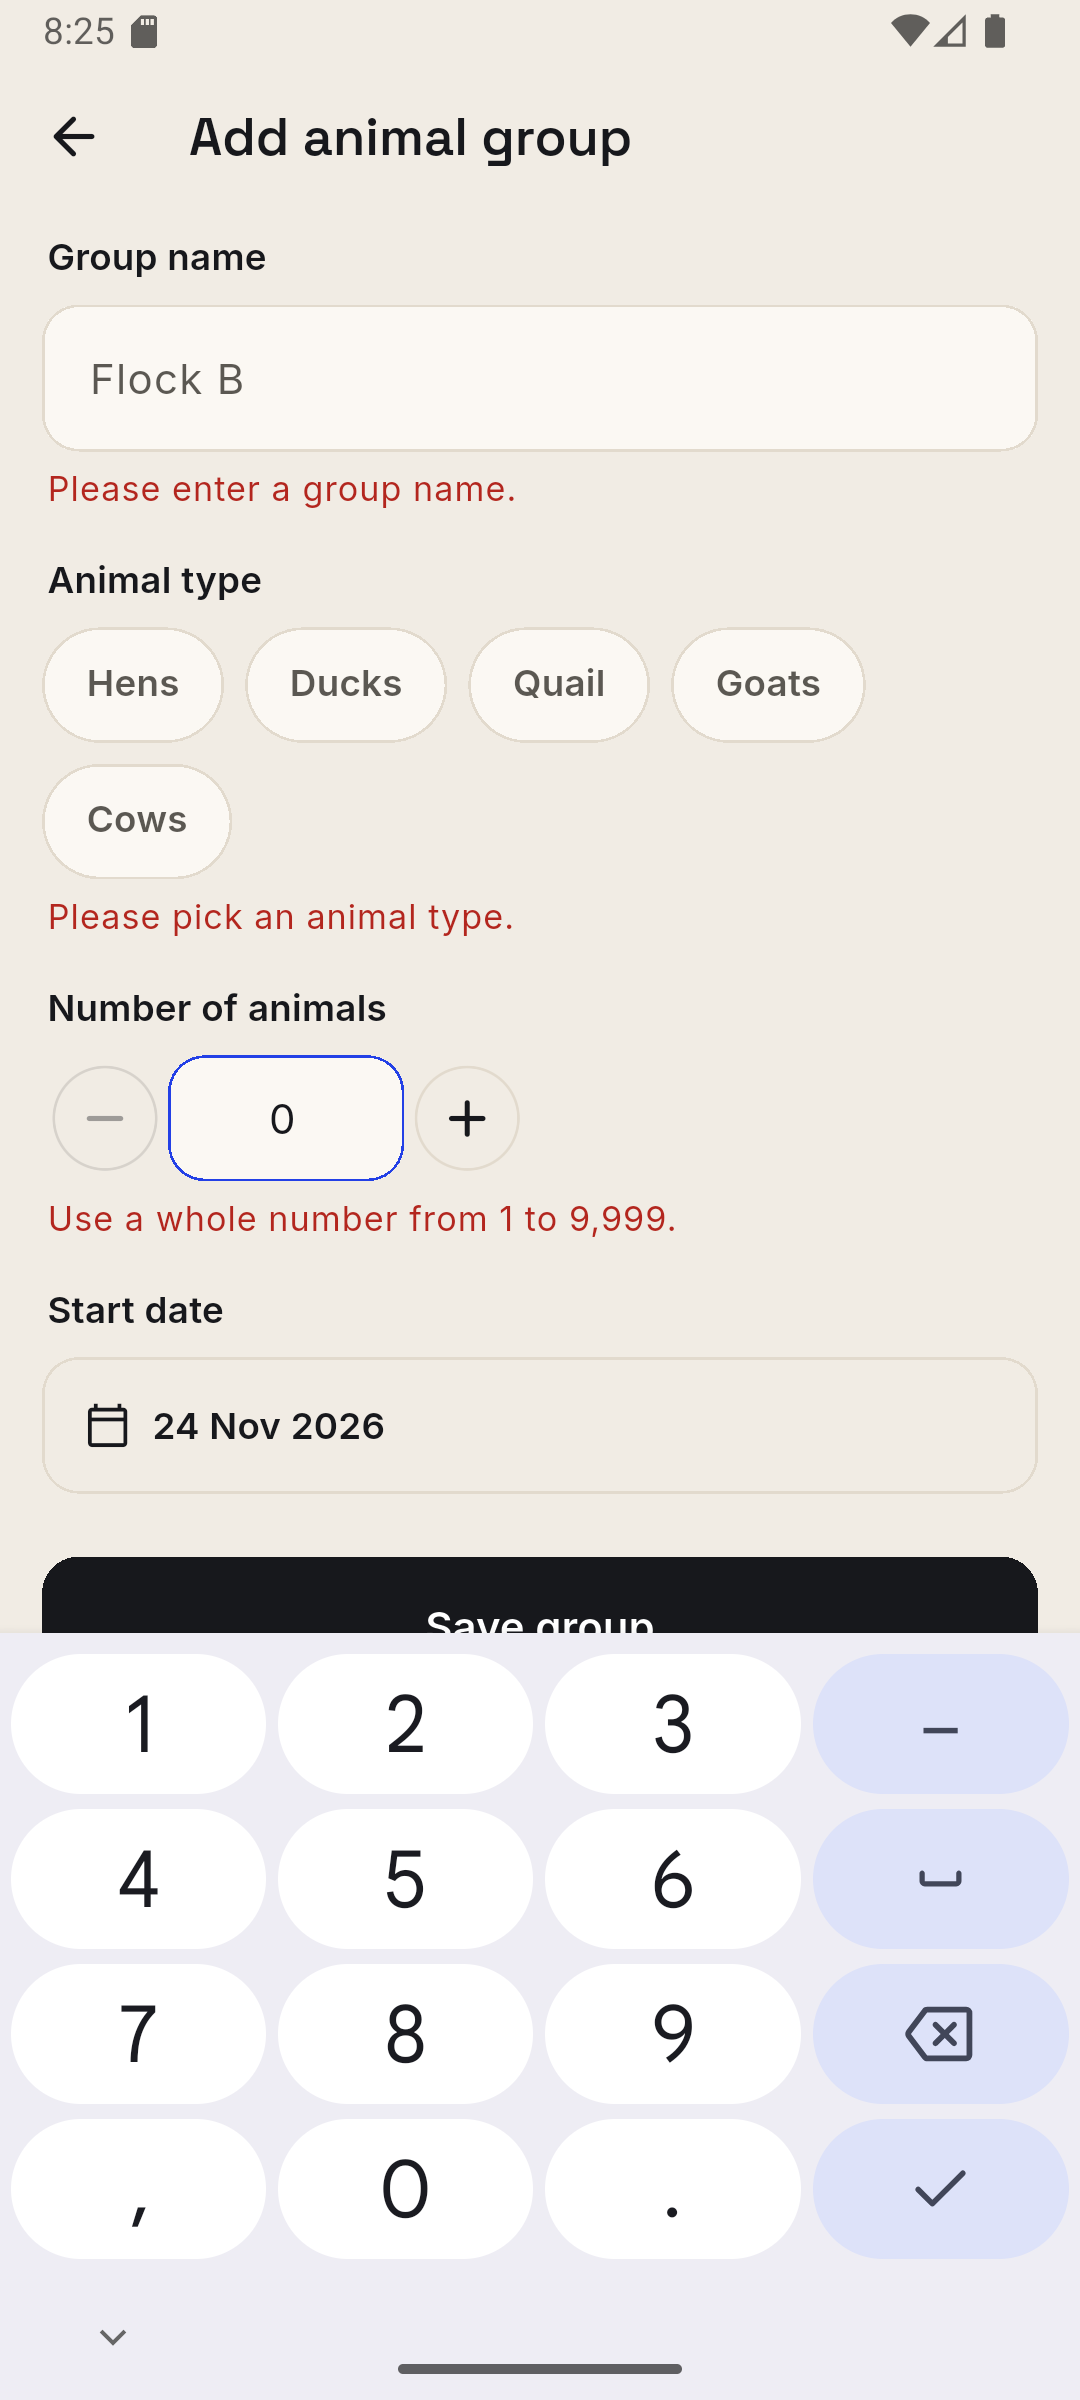 8:25
Add animal group
Group name
Flock B
Please enter a group name.
Animal type
Hens Ducks Quail Goats
Cows
Please pick an animal type.
Number of animals
− 0 +
Use a whole number from 1 to 9,999.
Start date
24 Nov 2026
Save group
1 2 3 –
4 5 6
7 8 9
, 0 .